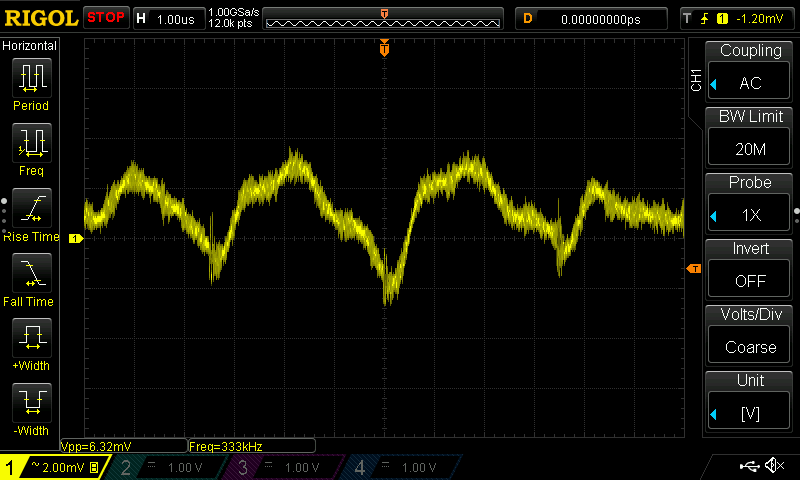 RIGOL STOP H 1.00us 1.00GSa/s 12.0k pts T D 0.00000000ps T 1 -1.20mV
Horizontal
Period
Freq
Rise Time
Fall Time
+Width
-Width
T
1
T
CH1
Coupling
AC
BW Limit
20M
Probe
1X
Invert
OFF
Volts/Div
Coarse
Unit
[V]
Vpp=6.32mV Freq=333kHz
1 ~ 2.00mV B 2 1.00 V 3 1.00 V 4 1.00 V